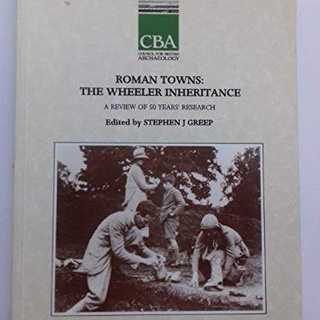 CBA
COUNCIL FOR BRITISH
ARCHAEOLOGY
ROMAN TOWNS:
THE WHEELER INHERITANCE
A REVIEW OF 50 YEARS' RESEARCH
Edited by STEPHEN J GREEP